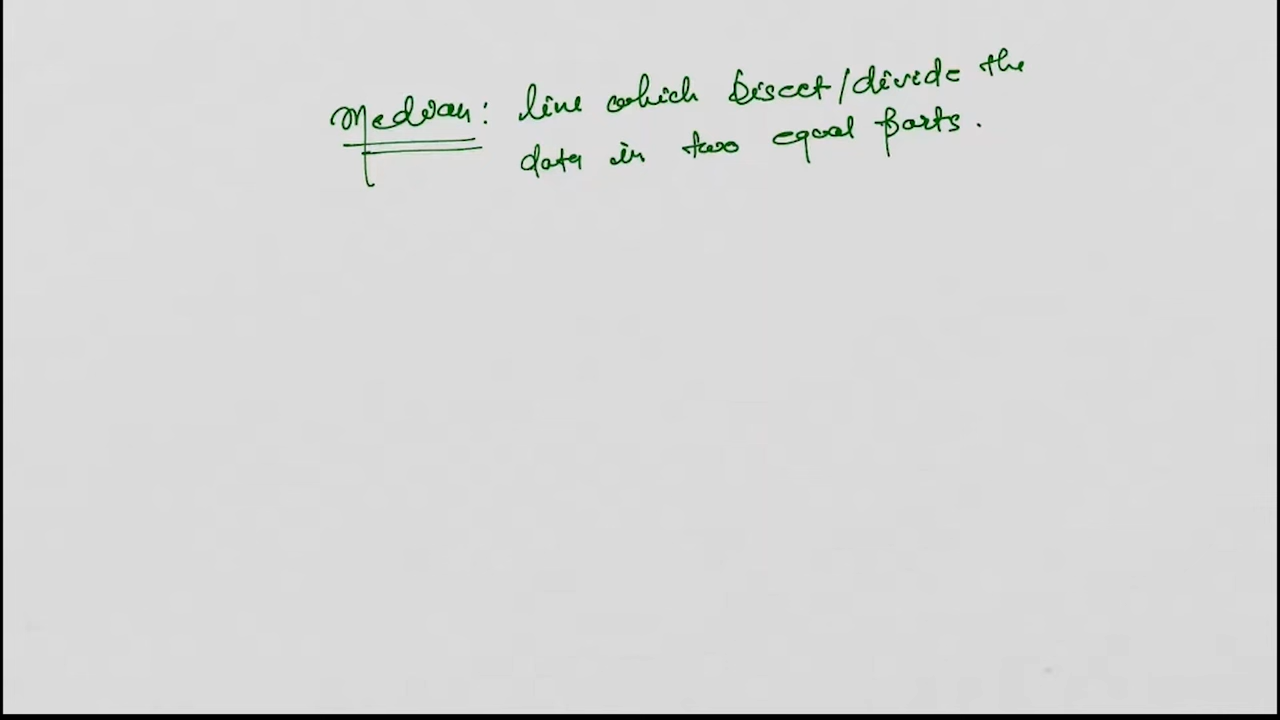 Median: line which Bisect/divide the
data in two equal parts.